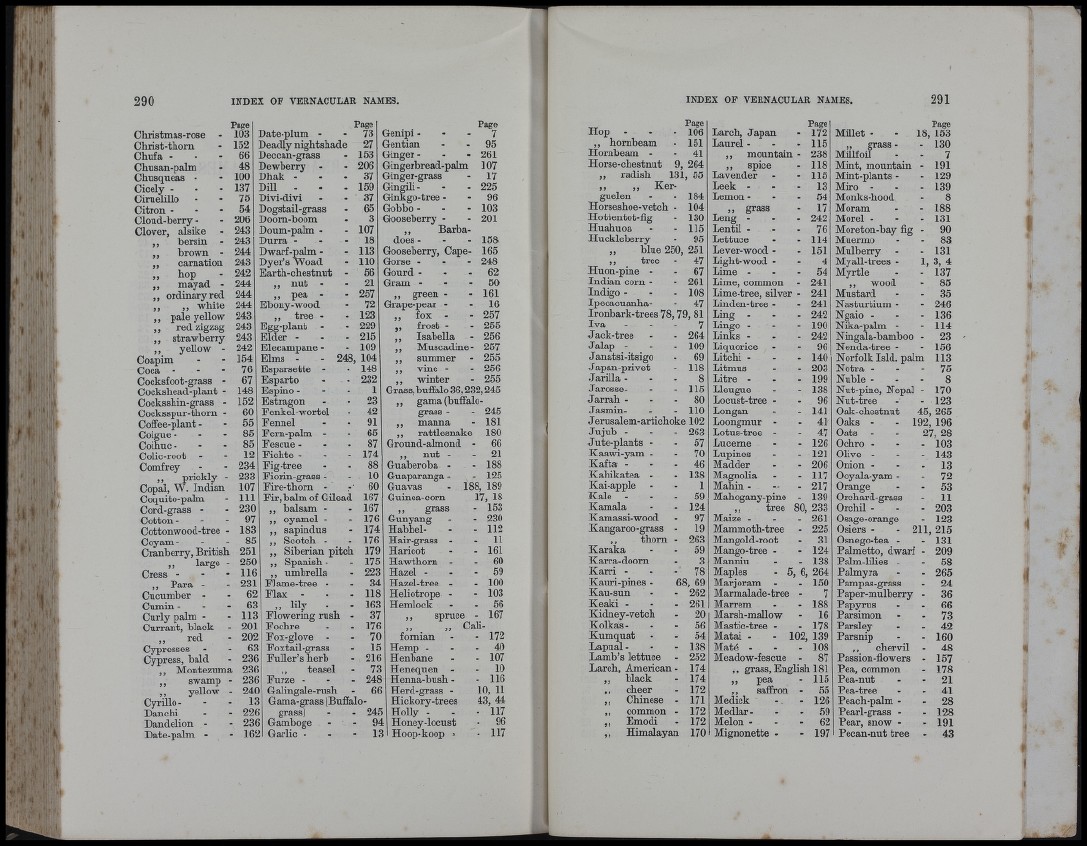 290
INDEX OF VERNACULAR NAMES.
Page
Christmas-rose - 103
Christ-thorn - 152
Chufa - - - 66
Chusan-palm - 48
Chusqueas - - 100
Cicely - - - 137
Ciruelillo - - 75
Citron - - - 54
Cloud-berry - - 206
Clover, alsike - 243
,, bersin - 243
,, brown - 244
,, carnation 243
,, hop - 242
,, mayad - 244
,, ordinary red 244
,, ,, white 244
,, pale yellow 243
,, red zigzag 243
,, strawberry 243
,, yellow - 242
Coapim - - 154
Coca - - - 76
Cocksfoot-grass - 67
Cockshead-plant - 148
Cocksshin-grass - 152
Cocksspur-thorn - 60
Coffee-plant - - 55
Coigue - - - 85
Coihue - - - 85
Colic-root - - 12
Comfrey - - 234
,, prickly - 233
Copal, W. Indian 107
Coquito-palm - 111
Cord-grass - - 230
Cotton - - - 97
Cottonwood-tree - 183
Coyam - - - 85
Cranberry, British 251
,, large - 250
Cress - - - 116
,, Para - - 231
Cucumber - - 62
Cumin - - - 63
Curly palm - - 113
Currant, black - 201
,, red - 202
Cypresses - - 63
Cypress, bald - 236
,, Montezuma 236
,, swamp - 236
,, yellow - 240
Cyrillo - - - 13
Danchi - - 226
Dandelion - - 236
Date-palm - - 162
Page
Date-plum - - 73
Deadly nightshade 27
Deccan-grass - 153
Dewberry - - 206
Dhak - - - 37
Dill - - - 159
Divi-divi - - 37
Dogstail-grass - 65
Doorn-boom - 3
Doum-palm - - 107
Durra - - - 18
Dwarf-palm - - 113
Dyer's Woad - 110
Earth-chestnut - 56
,, nut - - 21
,, pea - - 257
Ebony-wood - 72
,, tree - - 123
Egg-plant - - 229
Elder - - - 215
Elecampane - - 109
Elms - - 248, 104
Esparsette - - 148
Esparto - - 232
Espino - - - 1
Estragon - - 23
Fenkel-wortel - 42
Fennel - - 91
Fern-palm - - 65
Fescue - - - 87
Fichte - - - 174
Fig-tree - - 88
Fiorin-grass - - 10
Fire-thorn - - 60
Fir, balm of Gilead 167
,, balsam - - 167
,, oyamel - - 176
,, sapindus - 174
,, Scotch - - 176
,, Siberian pitch 179
,, Spanish - - 175
,, umbrella - 223
Flame-tree - - 34
Flax - - - 118
,, lily - - 163
Flowering rush - 37
Foehre - - 176
Fox-glove - - 70
Foxtail-grass - 15
Fuller's herb - 216
,, teasel - 73
Furze - - - 248
Galingale-rush - 66
Gama-grass [Buffalo-
grass] - - 245
Gamboge - - 94
Garlic - - - 13
Page
Genipi - - - 7
Gentian - - 95
Ginger - - - 261
Gingerbread-palm 107
Ginger-grass - 17
Gingili - - - 225
Ginkgo-tree - - 96
Gobbo - - - 103
Gooseberry - - 201
,, Barba-
does - - - 158
Gooseberry, Cape- 165
Gorse - - - 248
Gourd - - - 62
Gram - - - 50
,, green - - 161
Grape-pear - - 16
,, fox - - 257
,, frost - - 255
,, Isabella - 256
,, Muscadine - 257
,, summer - 255
,, vine - - 256
,, winter - 255
Grass, buffalo 36, 232, 245
,, gama (buffalo-
grass - - 245
,, manna - 181
,, rattlesnake 180
Ground-almond - 66
,, nut - - 21
Guaberoba - - 188
Guaparanga - - 125
Guavas - 188, 189
Guinea-corn 17, 18
,, grass - 153
Gunyang - - 230
Habbel - - - 112
Hair-grass - - 11
Haricot - - 161
Hawthorn - - 60
Hazel - - - 59
Hazel-tree - - 100
Heliotrope - - 103
Hemlock - - 56
,, spruce - 167
,, ,, Cali-
fornian - - 172
Hemp - - - 40
Henbane - - 107
Henequen - - 10
Henna-bush - - 116
Herd-grass - 10, 11
Hickory-trees 43, 44
Holly - - - 117
Honey-locust - 96
Hoop-koop - - 117
INDEX OF VERNACULAR NAMES.
291
Page
Hop - - - 106
,, hornbeam - 151
Hornbeam - - 41
Horse-chestnut 9, 264
,, radish 131, 55
,, ,, Ker-
guelen - - 184
Horseshoe-vetch - 104
Hottentot-fig - 130
Huahuoa - - 115
Huckleberry - 95
,, blue 250, 251
,, tree - 47
Huon-pine - - 67
Indian corn - - 261
Indigo - - - 108
Ipecacuanha - - 47
Ironbark-trees 78, 79, 81
Iva - - - 7
Jack-tree - - 264
Jalap - - - 109
Janatsi-itsigo - 69
Japan-privet - 118
Jarilla - - - 8
Jarosse - - - 115
Jarrah - - - 80
Jasmin - - - 110
Jerusalem-artichoke 102
Jujub - - - 263
Jute-plants - - 57
Kaawi-yam - - 70
Kafta - - - 46
Kahikatea - - 138
Kai-apple - - 1
Kale - - - 59
Kamala - - 124
Kamassi-wood - 97
Kangaroo-grass - 19
,, thorn - 263
Karaka - - 59
Karra-doorn - 3
Karri - - - 78
Kauri-pines - 68, 69
Kau-sun - - 262
Keaki - - - 261
Kidney-vetch - 20
Kolkas - - - 56
Kumquat - - 54
Lapual - - - 138
Lamb's lettuce - 252
Larch, American - 174
,, black - 174
,, cheer - 172
,, Chinese - 171
,, common - 172
,, Emodi - 172
,, Himalayan 170
Page
Larch, Japan - 172
Laurel - - - 115
,, mountain - 238
,, spice - 118
Lavender - - 115
Leek - - - 13
Lemon - - - 54
,, grass - 17
Leng - - - 242
Lentil - - - 76
Lettuce - - 114
Lever-wood - - 151
Light-wood - - 4
Lime - - - 54
Lime, common - 241
Lime-tree, silver - 241
Linden-tree - - 241
Ling - - - 242
Lingo - - - 190
Links - - - 242
Liquorice - - 96
Litchi - - - 140
Litmus - - 203
Litre - - - 199
Lleugue - - 138
Locust-tree - - 96
Longan - - 141
Loongmur - - 41
Lotus-tree - - 47
Lucerne - - 126
Lupines - - 121
Madder - - 206
Magnolia - - 117
Mahin - - - 217
Mahogany-pine - 139
,, tree 80, 233
Maize - - - 261
Mammoth-tree - 225
Mangold-root - 31
Mango-tree - - 124
Manniu - - 138
Maples - 5, 6, 264
Marjoram - - 150
Marmalade-tree - 7
Marrem - - 188
Marsh-mallow - 16
Mastic-tree - - 173
Matai - - 102, 139
Maté - - - 108
Meadow-fescue - 87
,, grass, English 181
,, pea - 115
,, saffron - 55
Medick - - 126
Medlar - - - 59
Melon - - - 62
Mignonette - - 197
Page
Millet - - 18, 153
,, grass - - 130
Millfoil - - 7
Mint, mountain - 191
Mint-plants - - 129
Miro - - - 139
Monks-hood - 8
Moram - - 188
Morel - - - 131
Moreton-bay fig - 90
Muermo - - 83
Mulberry - - 131
Myall-trees - 1, 3, 4
Myrtle - - 137
,, wood - 85
Mustard - - 35
Nasturtium - - 246
Ngaio - - - 136
Nika-palm - - 114
Ningala-bamboo - 23
Nenda-tree - - 156
Norfolk Isld. palm 113
Notra - - - 75
Nuble - - - 8
Nut-pine, Nepal - 170
Nut-tree - - 123
Oak-chestnut 45, 265
Oaks - - 192, 196
Oats - - 27, 28
Ochro - - - 103
Olive - - - 143
Onion - - - 13
Ooyala-yam - - 72
Orange - - 53
Orchard-grass - 11
Orchil - - - 203
Osage-orange - 123
Osiers - - 211, 215
Osnego-tea - - 131
Palmetto, dwarf - 209
Palm-lilies - - 58
Palmyra - - 265
Pampas-grass - 24
Paper-mulberry - 36
Papyrus - - 66
Parsimon - - 73
Parsley - - 42
Parsnip - - 160
,, chervil - 48
Passion-flowers - 157
Pea, common - 178
Pea-nut - - 21
Pea-tree - - 41
Peach-palm - - 28
Pearl-grass - - 128
Pear, snow - - 191
Pecan-nut tree - 43